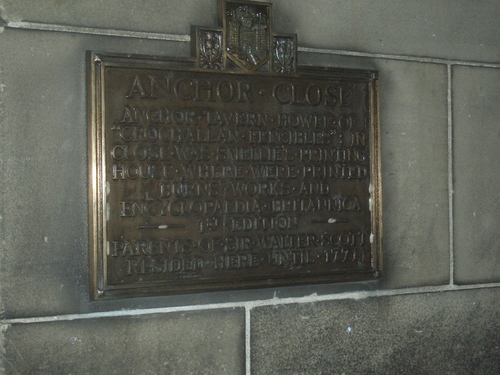 ANCHOR · CLOSE
ANCHOR · TAVERN · HOWFF · OF
"CROCHALLAN · FENCIBLES" · IN
CLOSE · WAS · SMELLIE'S · PRINTING
HOUSE · WHERE · WERE · PRINTED
BURNS · WORKS · AND
ENCYCLOPAEDIA · BRITANNICA
1ST EDITION
PARENTS · OF · SIR · WALTER · SCOTT
RESIDED · HERE · UNTIL · 1771